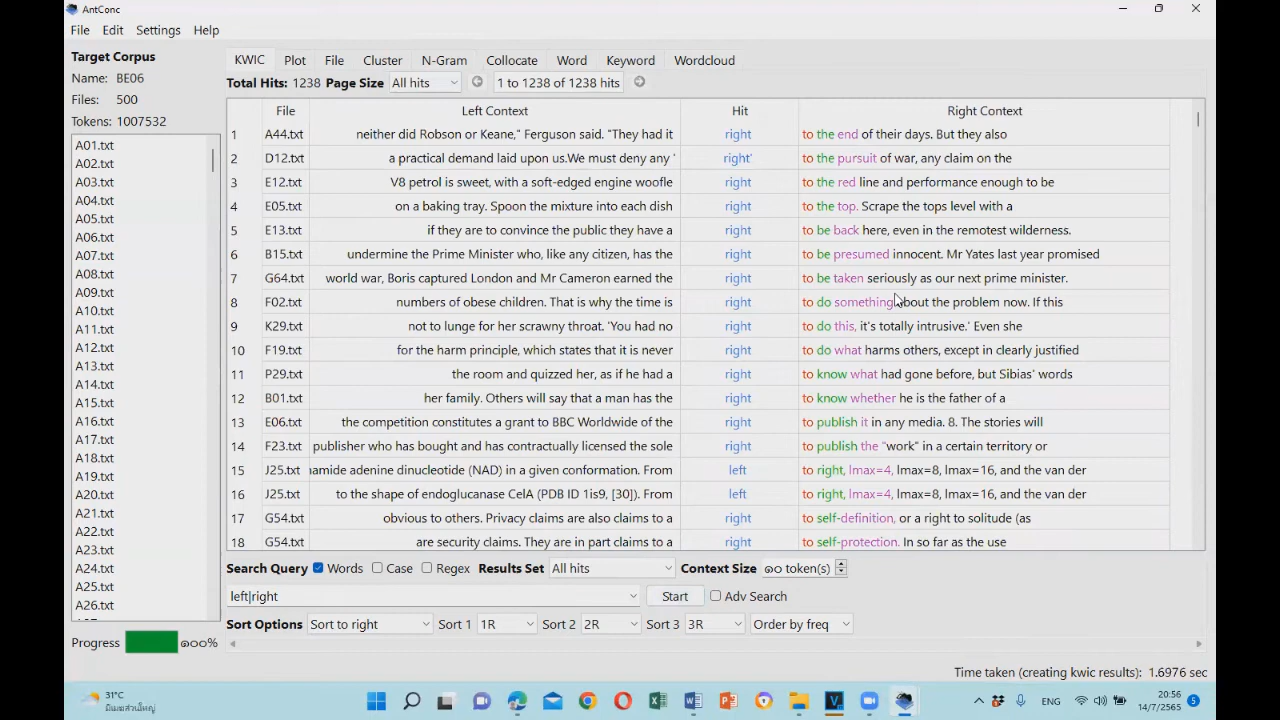 AntConc
File Edit Settings Help
Target Corpus
Name: BE06
Files: 500
Tokens: 1007532
A01.txt
A02.txt
A03.txt
A04.txt
A05.txt
A06.txt
A07.txt
A08.txt
A09.txt
A10.txt
A11.txt
A12.txt
A13.txt
A14.txt
A15.txt
A16.txt
A17.txt
A18.txt
A19.txt
A20.txt
A21.txt
A22.txt
A23.txt
A24.txt
A25.txt
A26.txt
Progress ๑๐๐%
KWIC Plot File Cluster N-Gram Collocate Word Keyword Wordcloud
Total Hits: 1238 Page Size All hits 1 to 1238 of 1238 hits
File Left Context Hit Right Context
1 A44.txt neither did Robson or Keane," Ferguson said. "They had it right to the end of their days. But they also
2 D12.txt a practical demand laid upon us.We must deny any ' right' to the pursuit of war, any claim on the
3 E12.txt V8 petrol is sweet, with a soft-edged engine woofle right to the red line and performance enough to be
4 E05.txt on a baking tray. Spoon the mixture into each dish right to the top. Scrape the tops level with a
5 E13.txt if they are to convince the public they have a right to be back here, even in the remotest wilderness.
6 B15.txt undermine the Prime Minister who, like any citizen, has the right to be presumed innocent. Mr Yates last year promised
7 G64.txt world war, Boris captured London and Mr Cameron earned the right to be taken seriously as our next prime minister.
8 F02.txt numbers of obese children. That is why the time is right to do something about the problem now. If this
9 K29.txt not to lunge for her scrawny throat. 'You had no right to do this, it's totally intrusive.' Even she
10 F19.txt for the harm principle, which states that it is never right to do what harms others, except in clearly justified
11 P29.txt the room and quizzed her, as if he had a right to know what had gone before, but Sibias' words
12 B01.txt her family. Others will say that a man has the right to know whether he is the father of a
13 E06.txt the competition constitutes a grant to BBC Worldwide of the right to publish it in any media. 8. The stories will
14 F23.txt publisher who has bought and has contractually licensed the sole right to publish the "work" in a certain territory or
15 J25.txt amide adenine dinucleotide (NAD) in a given conformation. From left to right, lmax=4, lmax=8, lmax=16, and the van der
16 J25.txt to the shape of endoglucanase CelA (PDB ID 1is9, [30]). From left to right, lmax=4, lmax=8, lmax=16, and the van der
17 G54.txt obvious to others. Privacy claims are also claims to a right to self-definition, or a right to solitude (as
18 G54.txt are security claims. They are in part claims to a right to self-protection. In so far as the use
Search Query Words Case Regex Results Set All hits Context Size ๑๐ token(s)
left|right Start Adv Search
Sort Options Sort to right Sort 1 1R Sort 2 2R Sort 3 3R Order by freq
Time taken (creating kwic results): 1.6976 sec
31°C
มีแดดเป็นส่วนใหญ่
ENG
20:56
14/7/2565
5